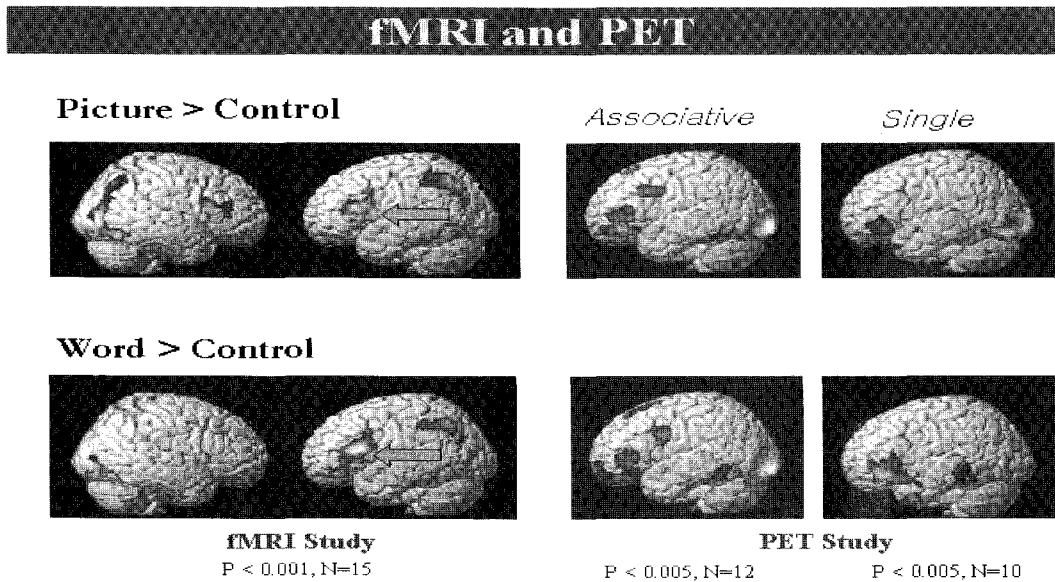 fMRI and PET
Picture > Control
Associative Single
Word > Control
fMRI Study PET Study
P < 0.001, N=15 P < 0.005, N=12 P < 0.005, N=10